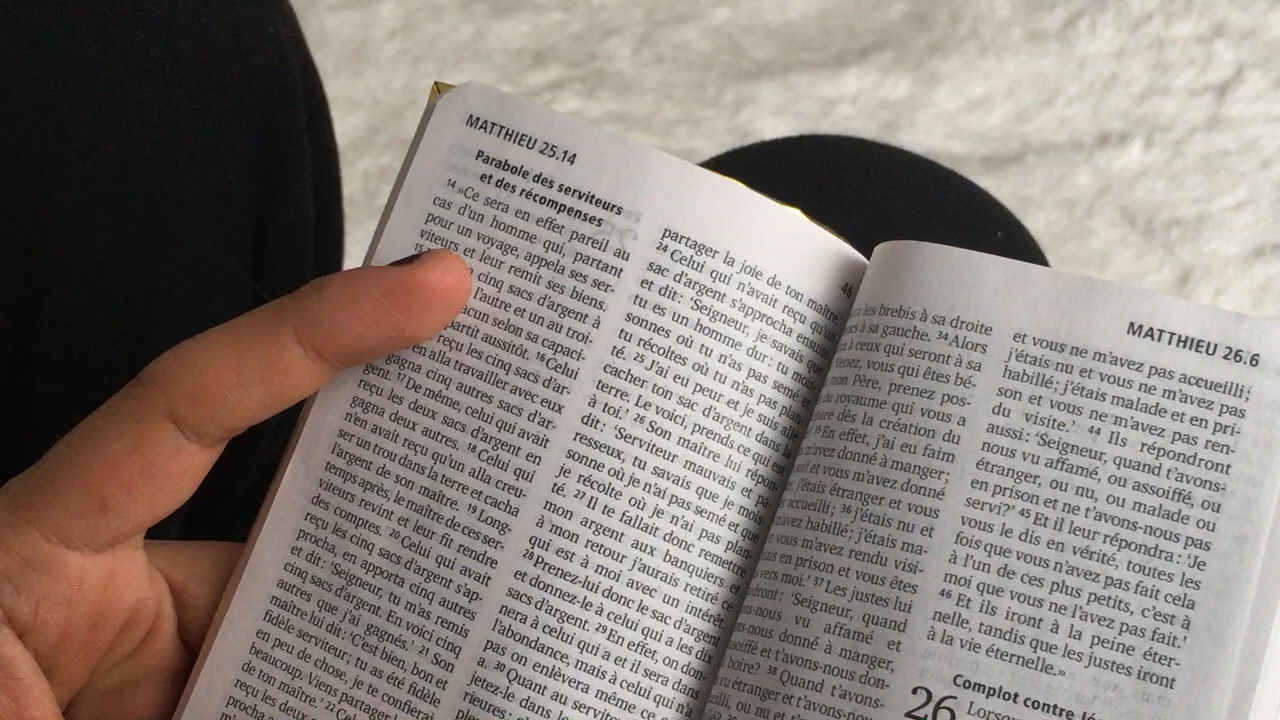 MATTHIEU 25.14
Parabole des serviteurs
et des récompenses
14 »Ce sera en effet pareil au
cas d'un homme qui, partant
pour un voyage, appela ses ser-
viteurs et leur remit ses biens.
15
cinq sacs d'argent à
l'autre et un au troi-
selon sa capaci-
partit aussitôt. 16 Celui
reçu les cinq sacs d'ar-
gent en alla travailler avec eux
gagna cinq autres sacs d'ar-
gent. 17 De même, celui qui avait
reçu les deux sacs d'argent en
gagna deux autres. 18 Celui qui
n'en avait reçu qu'un alla creu-
ser un trou dans la terre et cacha
l'argent de son maître. 19 Long-
temps après, le maître de ces ser-
viteurs revint et leur fit rendre
des comptes. 20 Celui qui avait
reçu les cinq sacs d'argent s'ap-
procha, en apporta cinq autres
et dit: 'Seigneur, tu m'as remis
cinq sacs d'argent. En voici cinq
autres que j'ai gagnés.' 21 Son
maître lui dit: 'C'est bien, bon et
fidèle serviteur; tu as été fidèle
en peu de chose, je te confierai
beaucoup. Viens partager la
de ton maître.' 22
reçu les deux
procha
partager la joie de ton maître
24 Celui qui n'avait reçu qu'un
sac d'argent s'approcha ensuite
et dit: 'Seigneur, je savais que
tu es un homme dur: tu mois-
sonnes où tu n'as pas semé et
tu récoltes où tu n'as pas plan-
té. 25 J'ai eu peur et je suis allé
cacher ton sac d'argent dans la
terre. Le voici, prends ce qui est
à toi.' 26 Son maître lui répon-
dit: 'Serviteur mauvais et pa-
resseux, tu savais que je mois-
sonne où je n'ai pas semé et que
je récolte où je n'ai pas plan-
té. 27 Il te fallait donc remettre
mon argent aux banquiers et
à mon retour j'aurais retiré ce
qui est à moi avec un intérêt.
28 Prenez-lui donc le sac d'argent
et donnez-le à celui qui a les dix
sacs d'argent. 29 En effet, on don-
nera à celui qui a et il sera dans
l'abondance, mais à celui qui n'a
pas on enlèvera même ce
a. 30 Quant au serviteur
jetez-le dans les
rieures:
46
les brebis à sa droite
à sa gauche. 34 Alors
à ceux qui seront à sa
Venez, vous qui êtes bé-
mon Père, prenez pos-
du royaume qui vous a
dès la création du
35 En effet, j'ai eu faim
m'avez donné à manger;
soif et vous m'avez donné
j'étais étranger et vous
accueilli; 36 j'étais nu et
m'avez habillé; j'étais ma-
vous m'avez rendu visi-
en prison et vous êtes
vers moi.' 37 Les justes lui
'Seigneur, quand
t'avons-nous vu affamé et
donné à manger,
assoiffé et t'avons-nous don-
boire? 38 Quand t'avons-
vu étranger et t'avons-nous
ou nu et
MATTHIEU 26.6
et vous ne m'avez pas accueilli;
j'étais nu et vous ne m'avez pas
habillé; j'étais malade et en pri-
son et vous ne m'avez pas ren-
du visite.' 44 Ils répondront
aussi: 'Seigneur, quand t'avons-
nous vu affamé, ou assoiffé, ou
étranger, ou nu, ou malade ou
en prison et ne t'avons-nous pas
servi?' 45 Et il leur répondra: 'Je
vous le dis en vérité, toutes les
fois que vous n'avez pas fait cela
à l'un de ces plus petits, c'est à
moi que vous ne l'avez pas fait.'
46 Et ils iront à la peine éter-
nelle, tandis que les justes iront
à la vie éternelle.»
Complot contre
26 Lorsqu